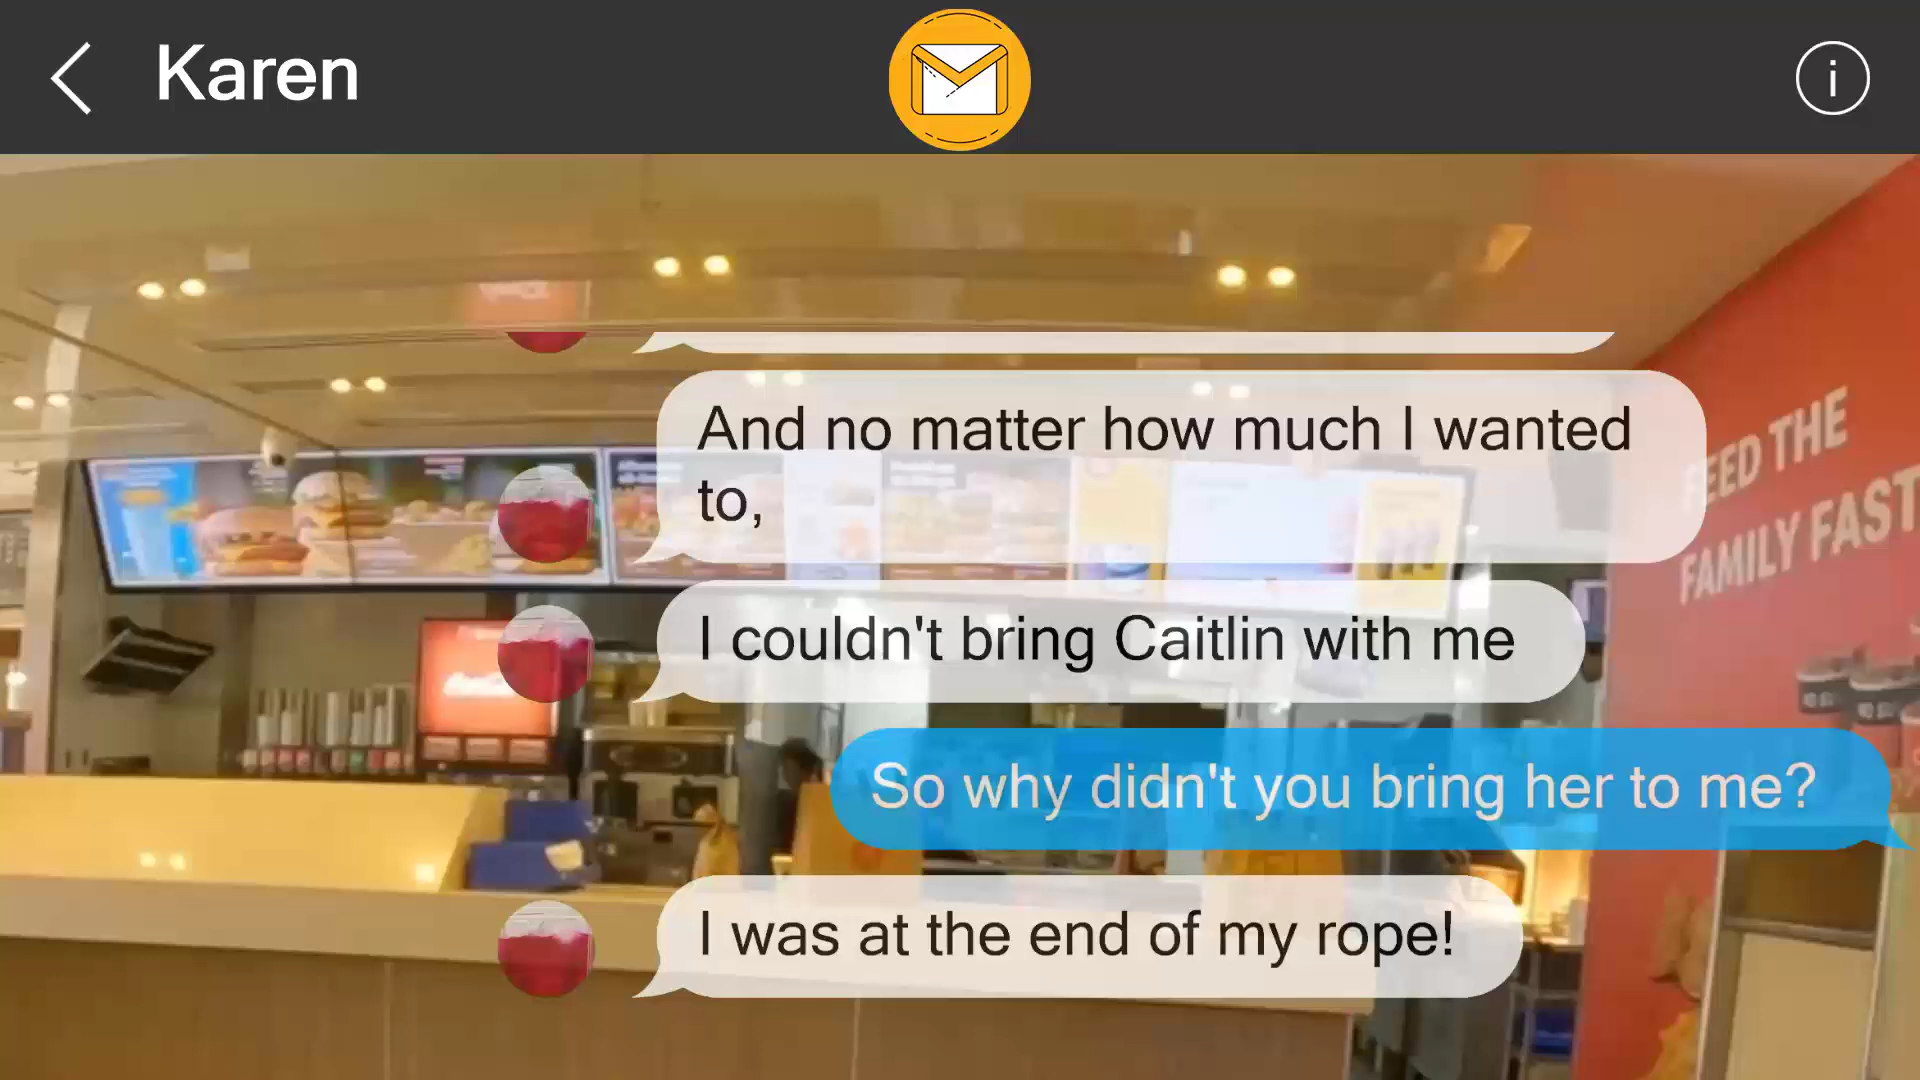 Karen
And no matter how much I wanted
to,
I couldn't bring Caitlin with me
So why didn't you bring her to me?
I was at the end of my rope!
FEED THE
FAMILY FAST